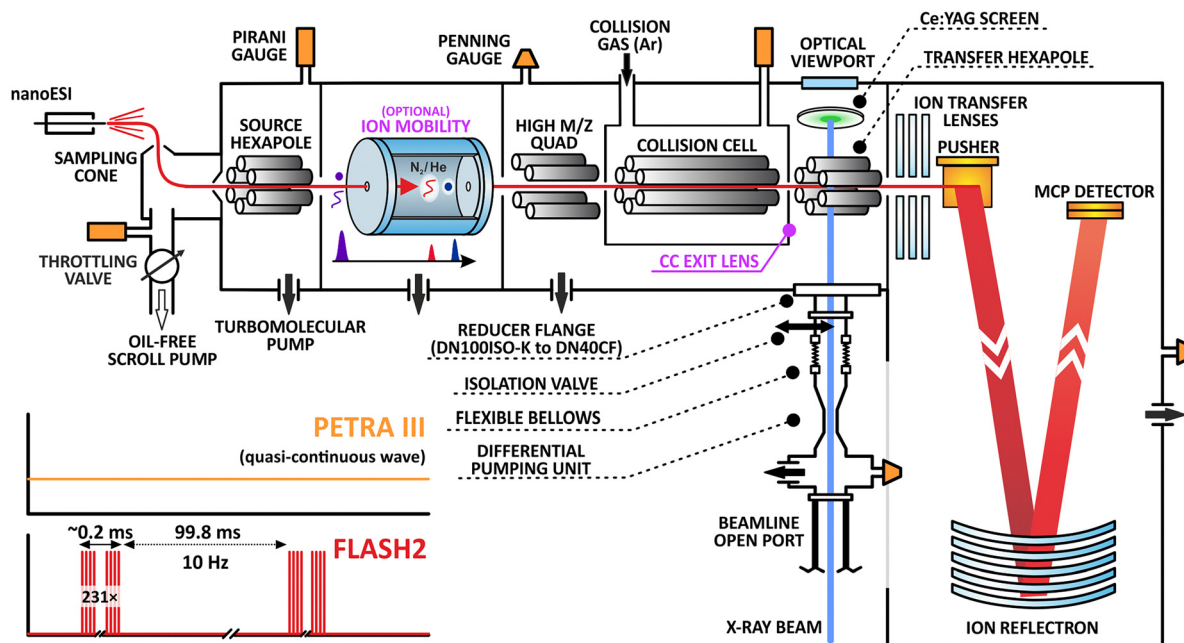 nanoESI
SAMPLING
CONE
THROTTLING
VALVE
OIL-FREE
SCROLL PUMP
PIRANI
GAUGE
SOURCE
HEXAPOLE
TURBOMOLECULAR
PUMP
(OPTIONAL)
ION MOBILITY
N₂/He
PENNING
GAUGE
HIGH M/Z
QUAD
COLLISION
GAS (Ar)
COLLISION CELL
CC EXIT LENS
OPTICAL
VIEWPORT
Ce:YAG SCREEN
TRANSFER HEXAPOLE
ION TRANSFER
LENSES
PUSHER
MCP DETECTOR
REDUCER FLANGE
(DN100ISO-K to DN40CF)
ISOLATION VALVE
FLEXIBLE BELLOWS
DIFFERENTIAL
PUMPING UNIT
BEAMLINE
OPEN PORT
X-RAY BEAM
ION REFLECTRON
PETRA III
(quasi-continuous wave)
~0.2 ms
99.8 ms
10 Hz
FLASH2
231×